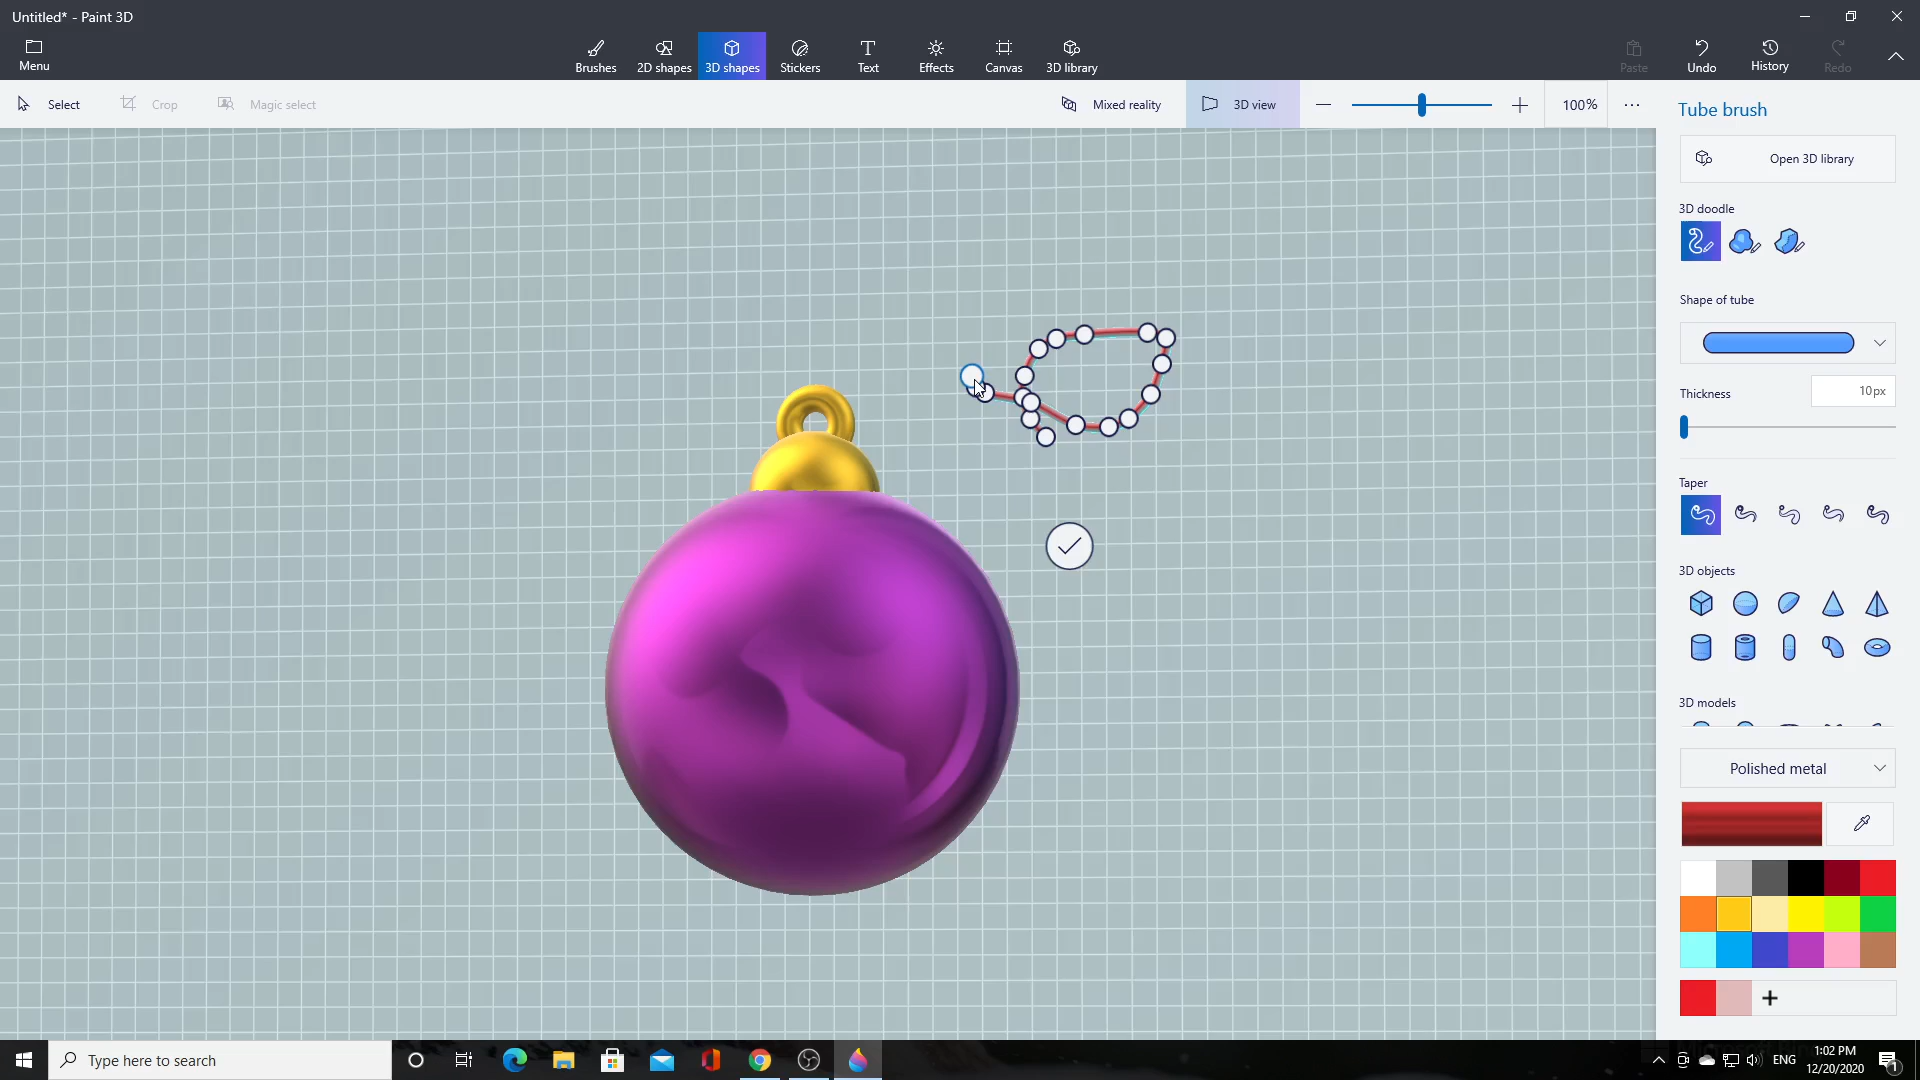 Untitled* - Paint 3D
Menu
Brushes
2D shapes
3D shapes
Stickers
Text
Effects
Canvas
3D library
Paste
Undo
History
Redo
Select
Crop
Magic select
Mixed reality
3D view
100%
Tube brush
Open 3D library
3D doodle
Shape of tube
Thickness
10px
Taper
3D objects
3D models
Polished metal
Type here to search
ENG
1:02 PM
12/20/2020
1